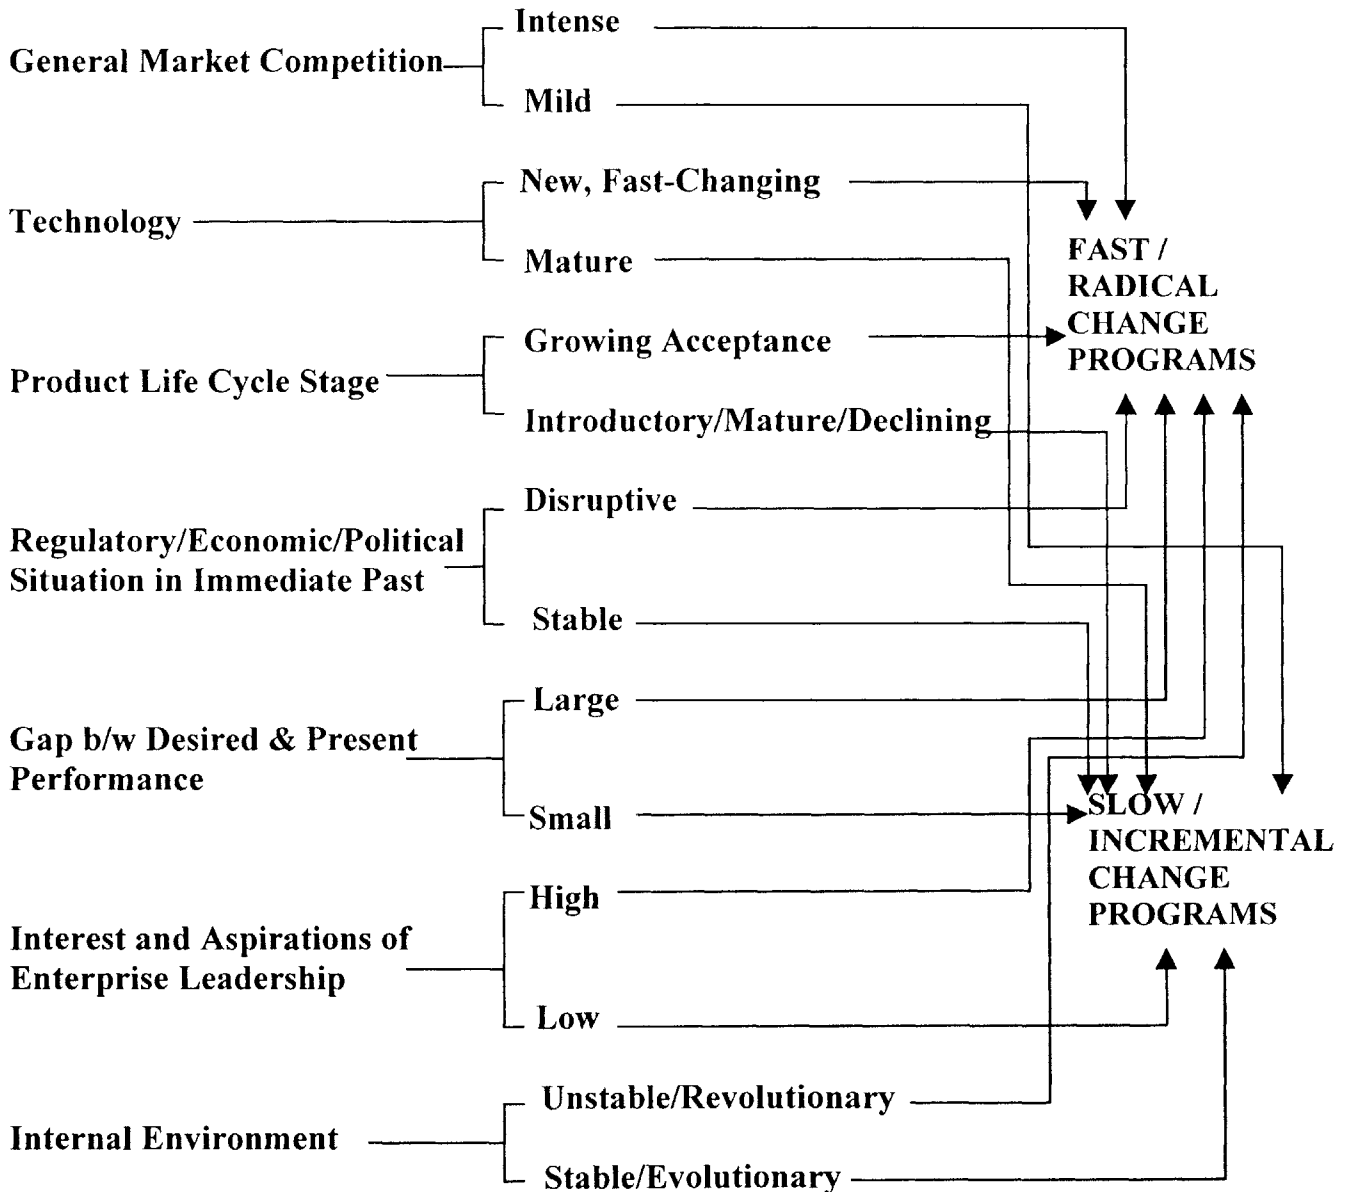 General Market Competition
Intense
Mild
Technology
New, Fast-Changing
Mature
Product Life Cycle Stage
Growing Acceptance
Introductory/Mature/Declining
Regulatory/Economic/Political
Situation in Immediate Past
Disruptive
Stable
Gap b/w Desired & Present
Performance
Large
Small
Interest and Aspirations of
Enterprise Leadership
High
Low
Internal Environment
Unstable/Revolutionary
Stable/Evolutionary
FAST /
RADICAL
CHANGE
PROGRAMS
SLOW /
INCREMENTAL
CHANGE
PROGRAMS